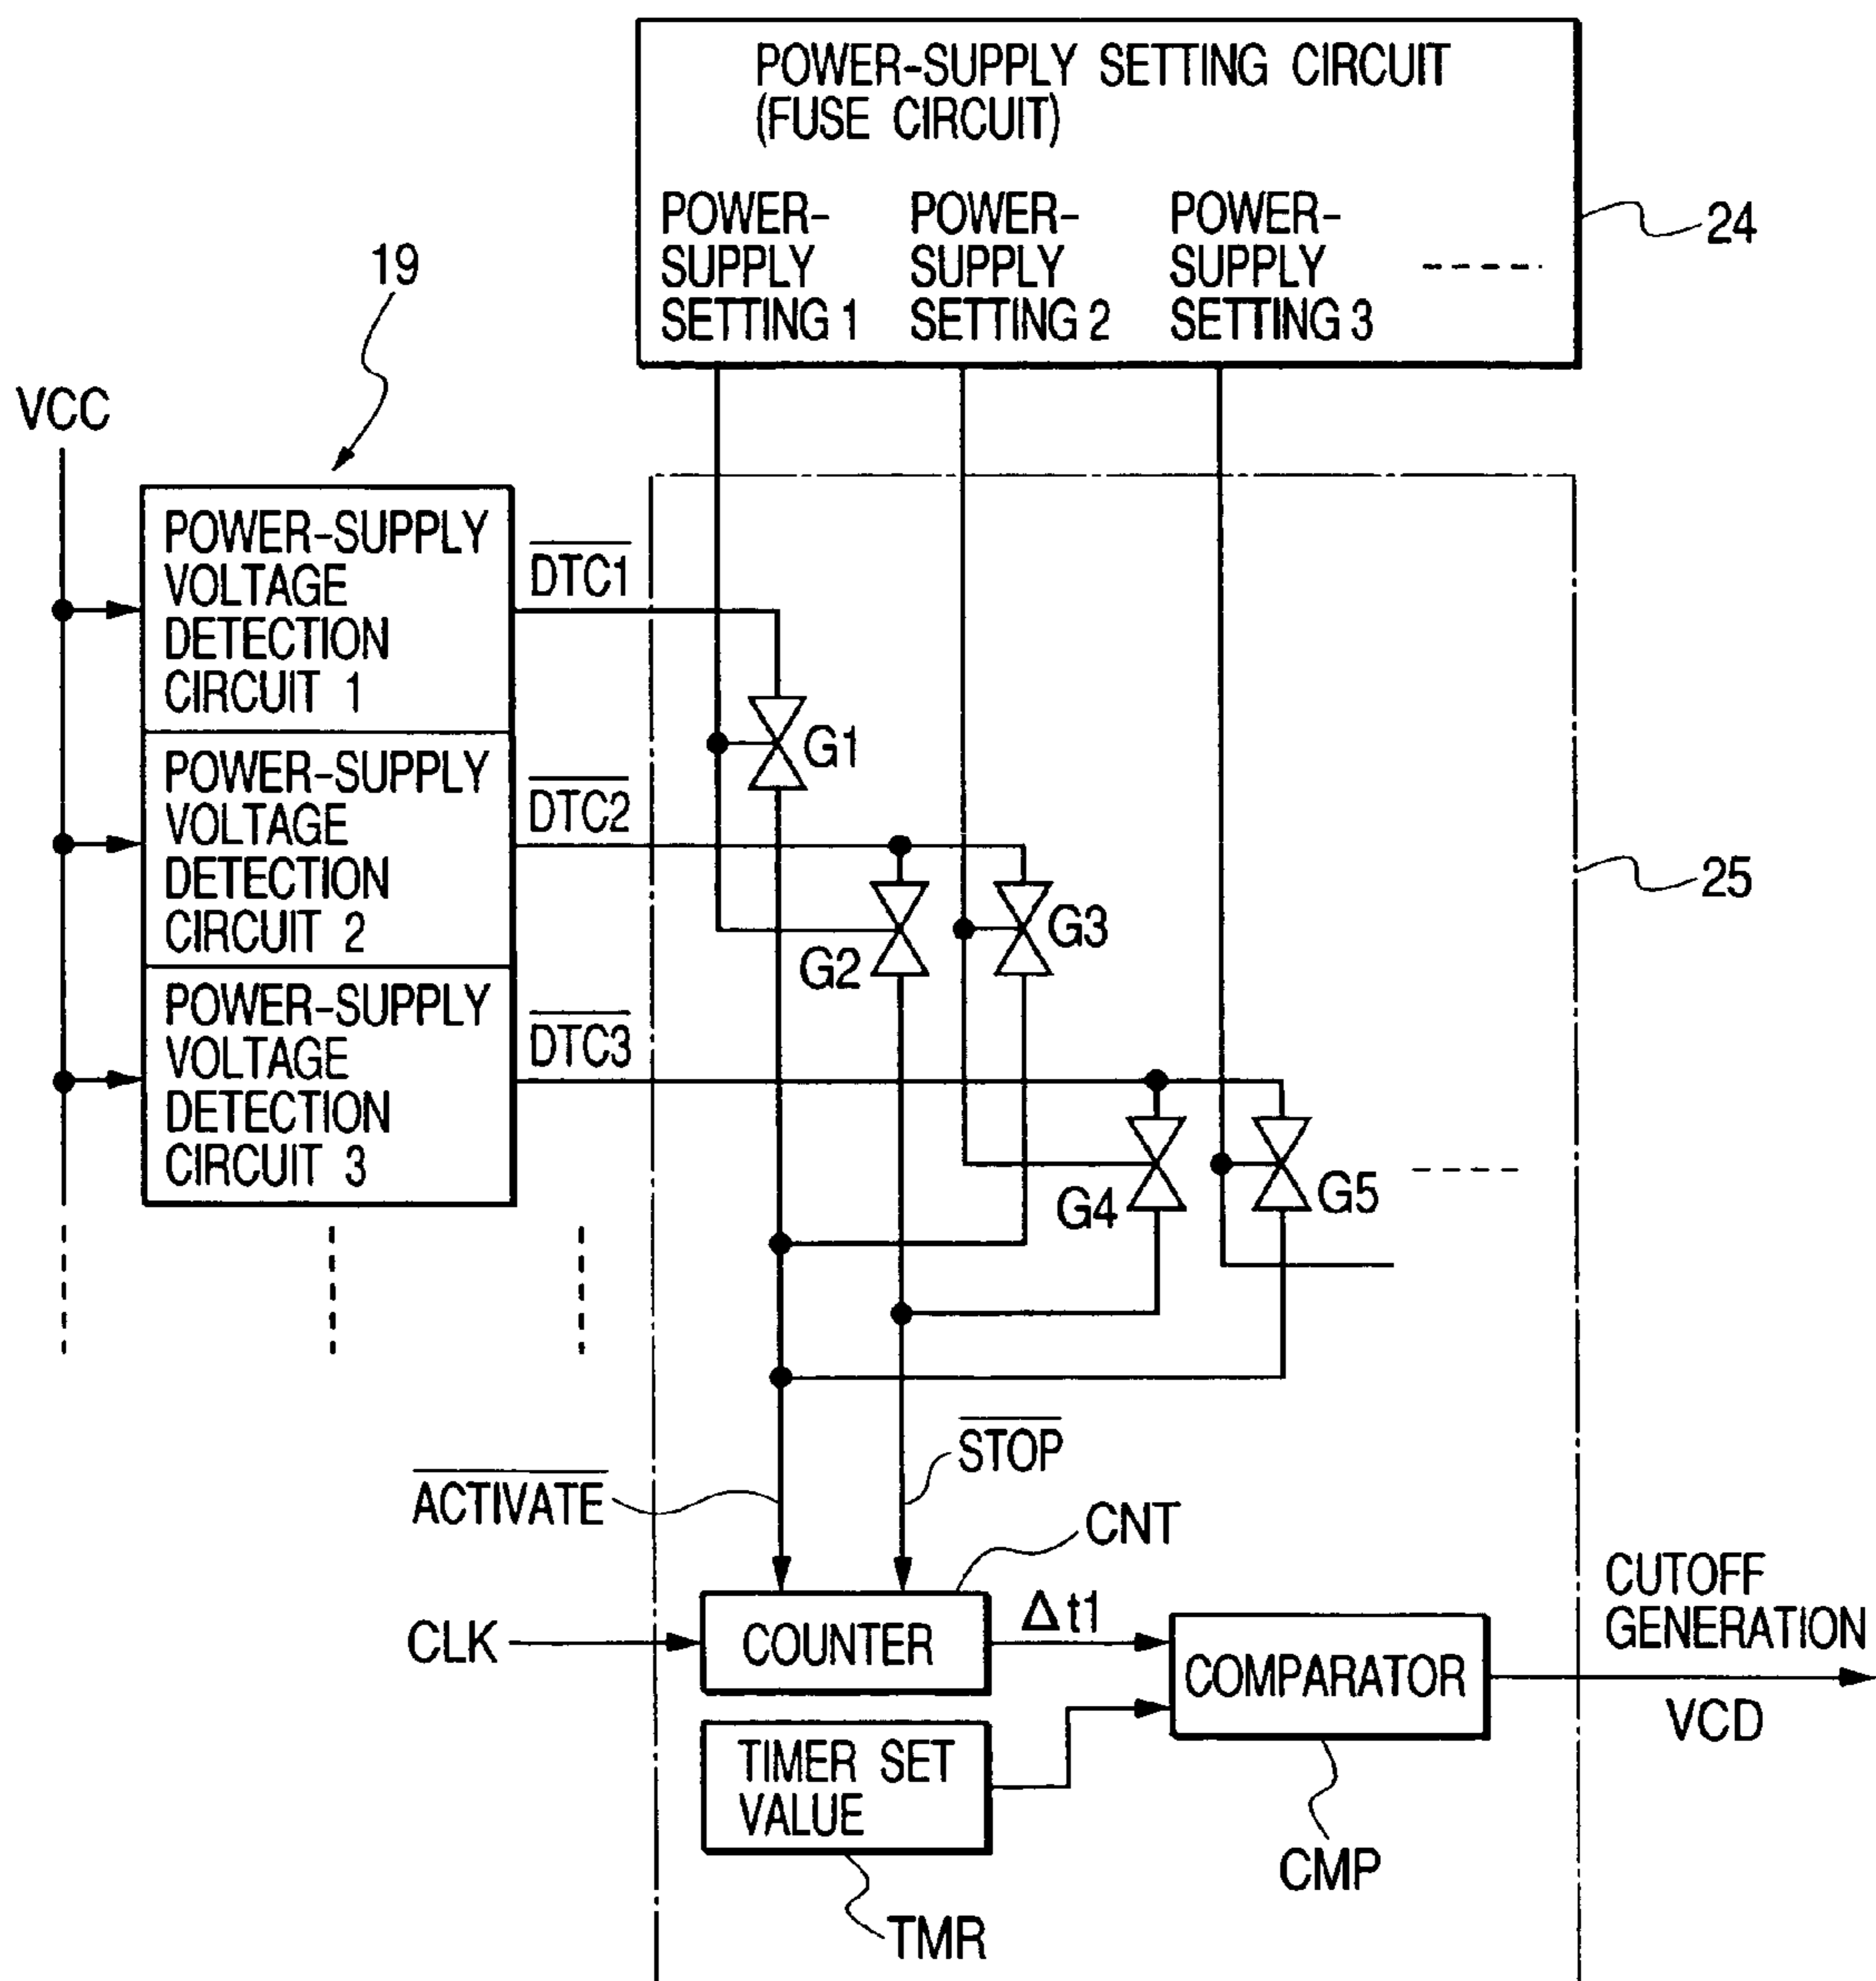 POWER-SUPPLY SETTING CIRCUIT
(FUSE CIRCUIT)
POWER-
SUPPLY
SETTING 1
POWER-
SUPPLY
SETTING 2
POWER-
SUPPLY
SETTING 3
24
19
VCC
POWER-SUPPLY
VOLTAGE
DETECTION
CIRCUIT 1
DTC1
G1
POWER-SUPPLY
VOLTAGE
DETECTION
CIRCUIT 2
DTC2
G2
G3
25
POWER-SUPPLY
VOLTAGE
DETECTION
CIRCUIT 3
DTC3
G4
G5
ACTIVATE
STOP
CNT
CLK
COUNTER
Δt1
COMPARATOR
CUTOFF
GENERATION
VCD
TIMER SET
VALUE
CMP
TMR